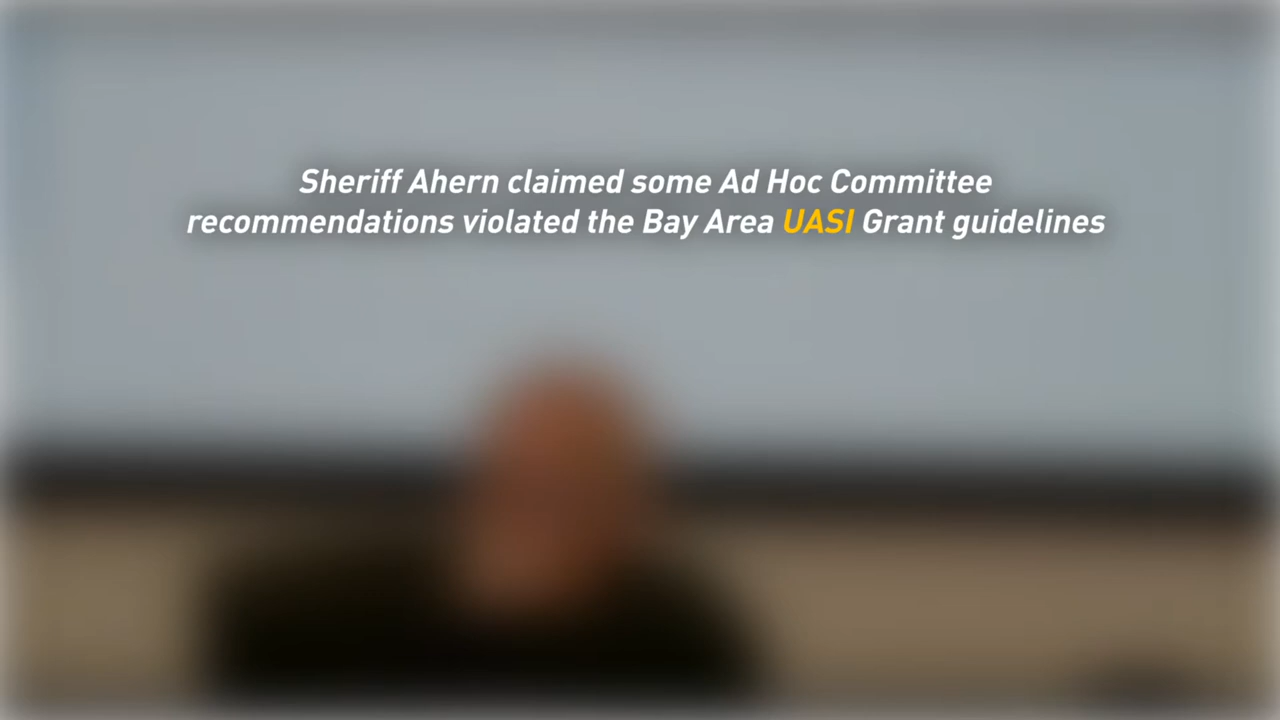 Sheriff Ahern claimed some Ad Hoc Committee
recommendations violated the Bay Area UASI Grant guidelines